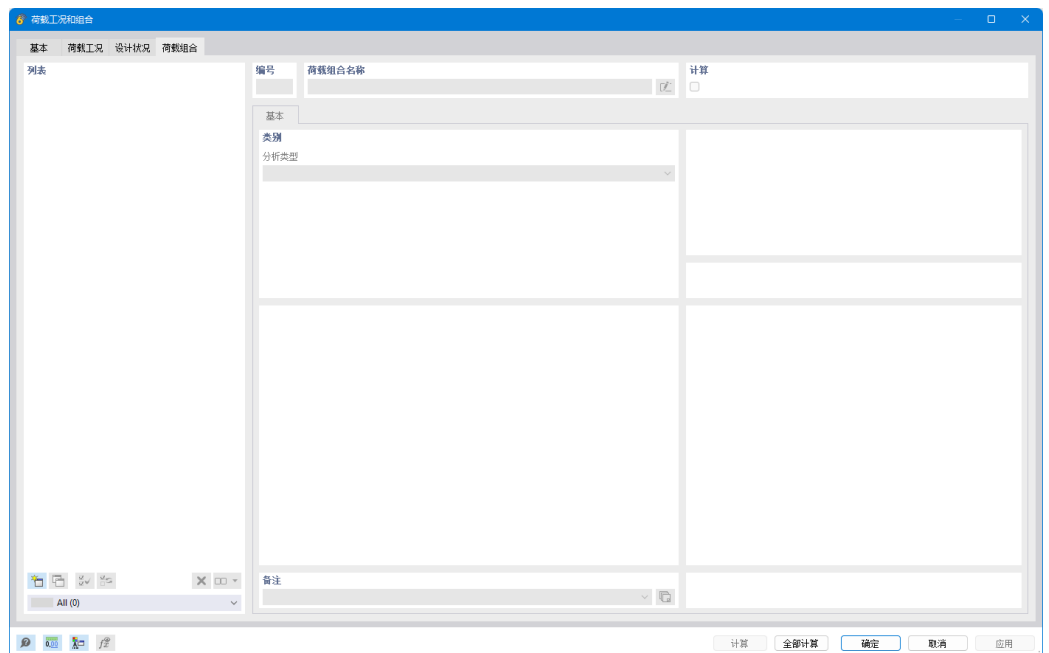 荷载工况和组合
基本 荷载工况 设计状况 荷载组合
列表
编号 荷载组合名称 计算
基本
类别
分析类型
备注
All (0)
计算 全部计算 确定 取消 应用